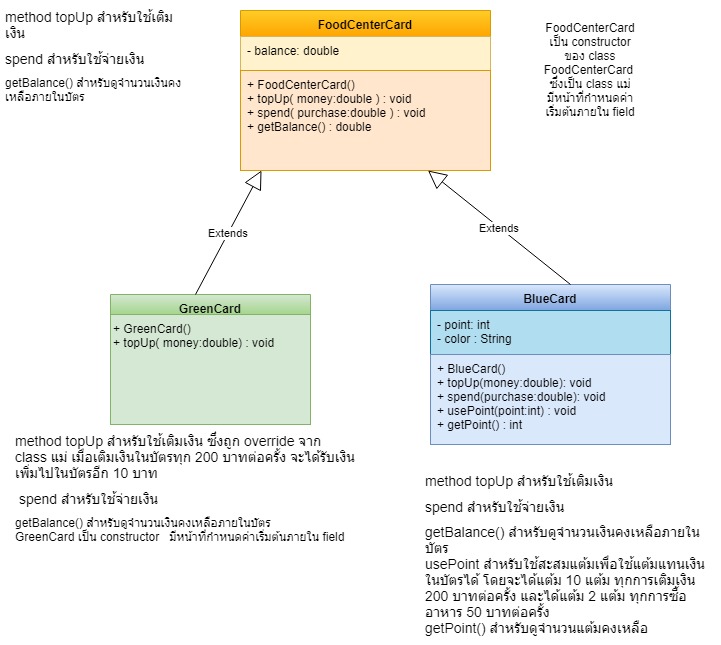 method topUp สำหรับใช้เติม
เงิน
spend สำหรับใช้จ่ายเงิน
getBalance() สำหรับดูจำนวนเงินคง
เหลือภายในบัตร
FoodCenterCard
- balance: double
+ FoodCenterCard()
+ topUp( money:double ) : void
+ spend( purchase:double ) : void
+ getBalance() : double
FoodCenterCard
เป็น constructor
ของ class
FoodCenterCard
ซึ่งเป็น class แม่
มีหน้าที่กำหนดค่า
เริ่มต้นภายใน field
Extends
Extends
GreenCard
+ GreenCard()
+ topUp( money:double) : void
BlueCard
- point: int
- color : String
+ BlueCard()
+ topUp(money:double): void
+ spend(purchase:double): void
+ usePoint(point:int) : void
+ getPoint() : int
method topUp สำหรับใช้เติมเงิน ซึ่งถูก override จาก
class แม่ เมื่อเติมเงินในบัตรทุก 200 บาทต่อครั้ง จะได้รับเงิน
เพิ่มไปในบัตรอีก 10 บาท
spend สำหรับใช้จ่ายเงิน
getBalance() สำหรับดูจำนวนเงินคงเหลือภายในบัตร
GreenCard เป็น constructor มีหน้าที่กำหนดค่าเริ่มต้นภายใน field
method topUp สำหรับใช้เติมเงิน
spend สำหรับใช้จ่ายเงิน
getBalance() สำหรับดูจำนวนเงินคงเหลือภายใน
บัตร
usePoint สำหรับใช้สะสมแต้มเพื่อใช้แต้มแทนเงิน
ในบัตรได้ โดยจะได้แต้ม 10 แต้ม ทุกการเติมเงิน
200 บาทต่อครั้ง และได้แต้ม 2 แต้ม ทุกการซื้อ
อาหาร 50 บาทต่อครั้ง
getPoint() สำหรับดูจำนวนแต้มคงเหลือ